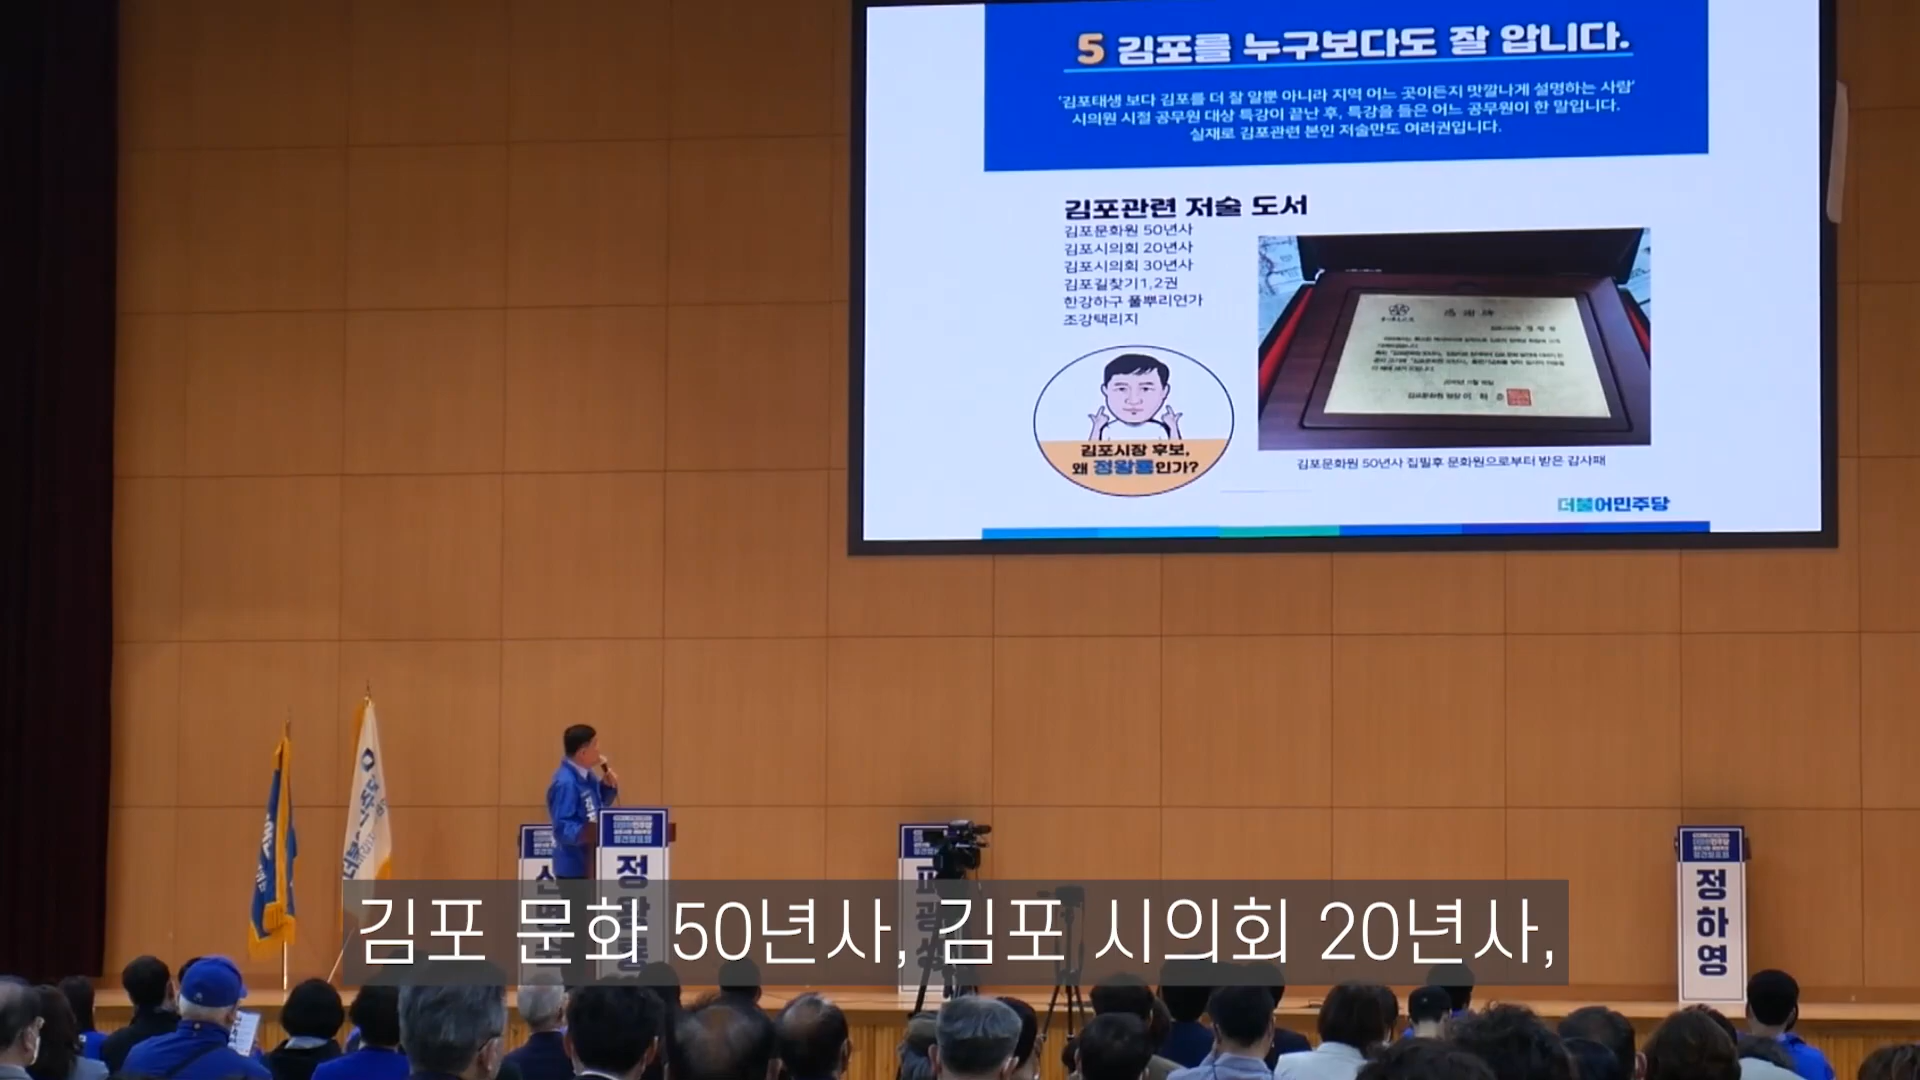 5 김포를 누구보다도 잘 압니다.
'김포태생 보다 김포를 더 잘 알뿐 아니라 지역 어느 곳이든지 맛깔나게 설명하는 사람'
시의원 시절 공무원 대상 특강이 끝난 후, 특강을 들은 어느 공무원이 한 말입니다.
실재로 김포관련 본인 저술만도 여러권입니다.
김포관련 저술 도서
김포문화원 50년사
김포시의회 20년사
김포시의회 30년사
김포길찾기1,2권
한강하구 풀뿌리연가
조강택리지
感謝牌
김포시장 후보,
왜 정왕룡인가?
김포문화원 50년사 집필후 문화원으로부터 받은 감사패
더불어민주당
정
정
하
영
김포 문화 50년사, 김포 시의회 20년사,